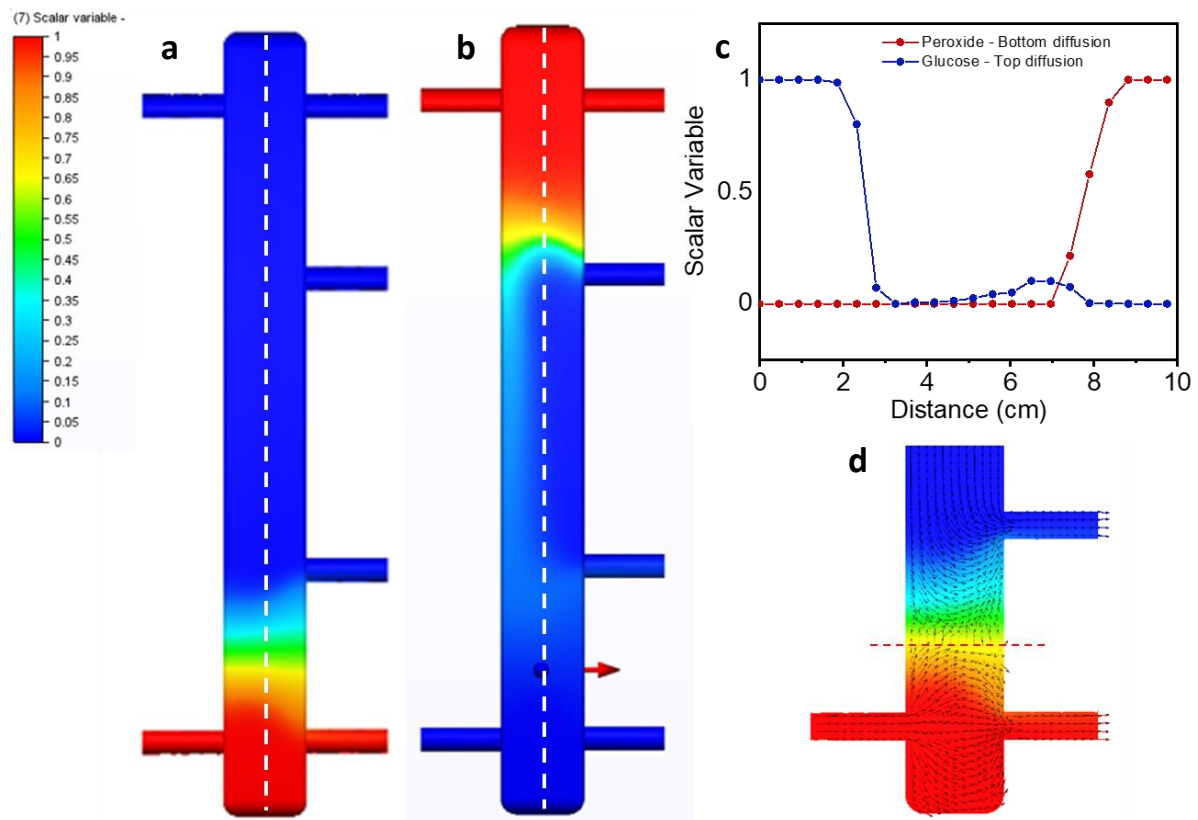 (7) Scalar variable -
1
0.95
0.9
0.85
0.8
0.75
0.7
0.65
0.6
0.55
0.5
0.45
0.4
0.35
0.3
0.25
0.2
0.15
0.1
0.05
0
a
b
c
Peroxide - Bottom diffusion
Glucose - Top diffusion
Scalar Variable
1
0.5
0
0 2 4 6 8 10
Distance (cm)
d